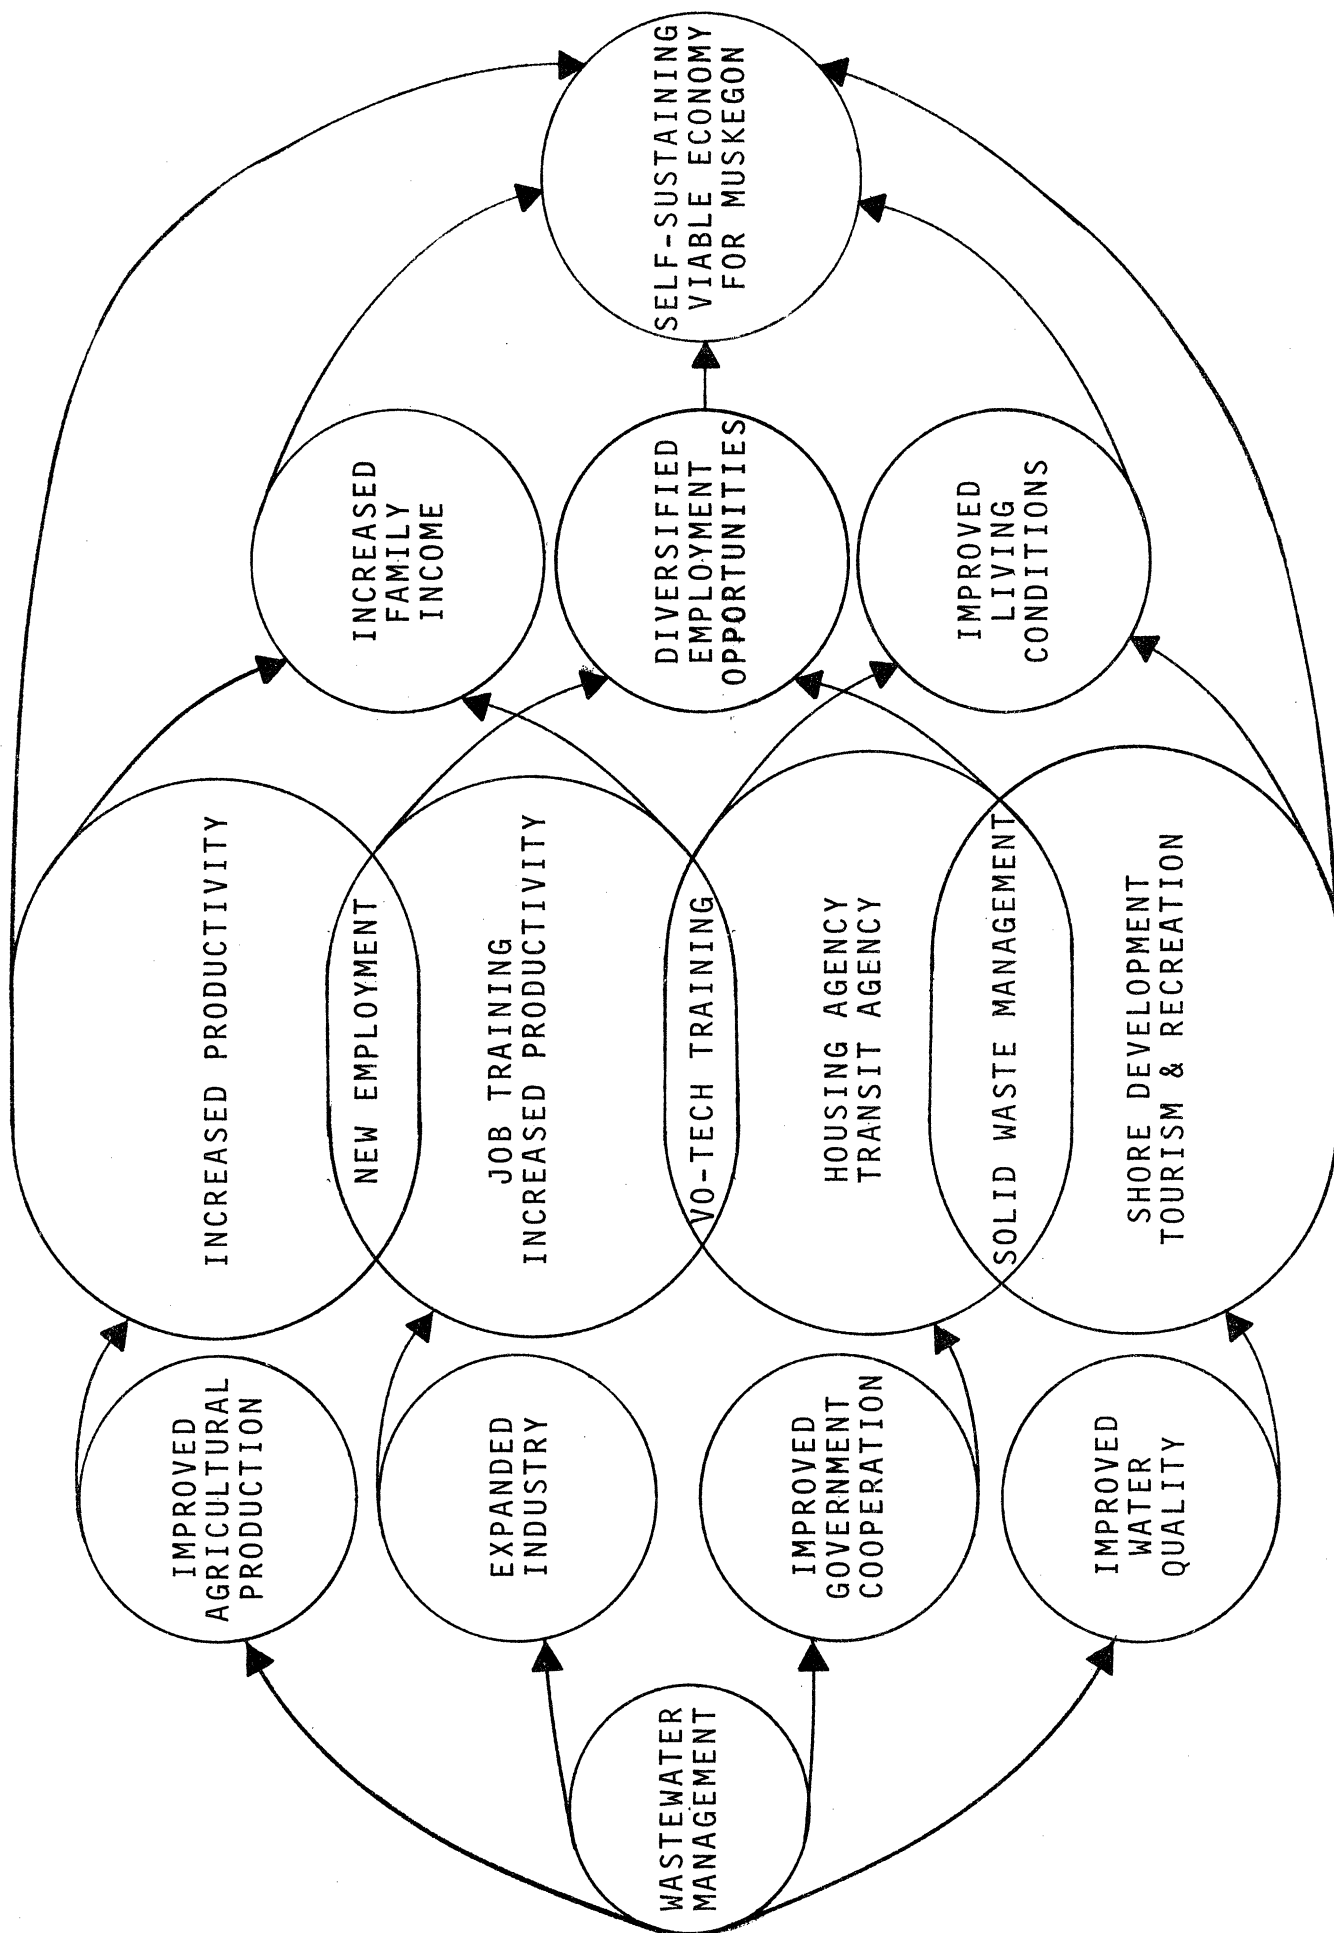 WASTEWATER
MANAGEMENT
IMPROVED
AGRICULTURAL
PRODUCTION
EXPANDED
INDUSTRY
IMPROVED
GOVERNMENT
COOPERATION
IMPROVED
WATER
QUALITY
INCREASED PRODUCTIVITY
NEW EMPLOYMENT
JOB TRAINING
INCREASED PRODUCTIVITY
VO-TECH TRAINING
HOUSING AGENCY
TRANSIT AGENCY
SOLID WASTE MANAGEMENT
SHORE DEVELOPMENT
TOURISM & RECREATION
INCREASED
FAMILY
INCOME
DIVERSIFIED
EMPLOYMENT
OPPORTUNITIES
IMPROVED
LIVING
CONDITIONS
SELF-SUSTAINING
VIABLE ECONOMY
FOR MUSKEGON